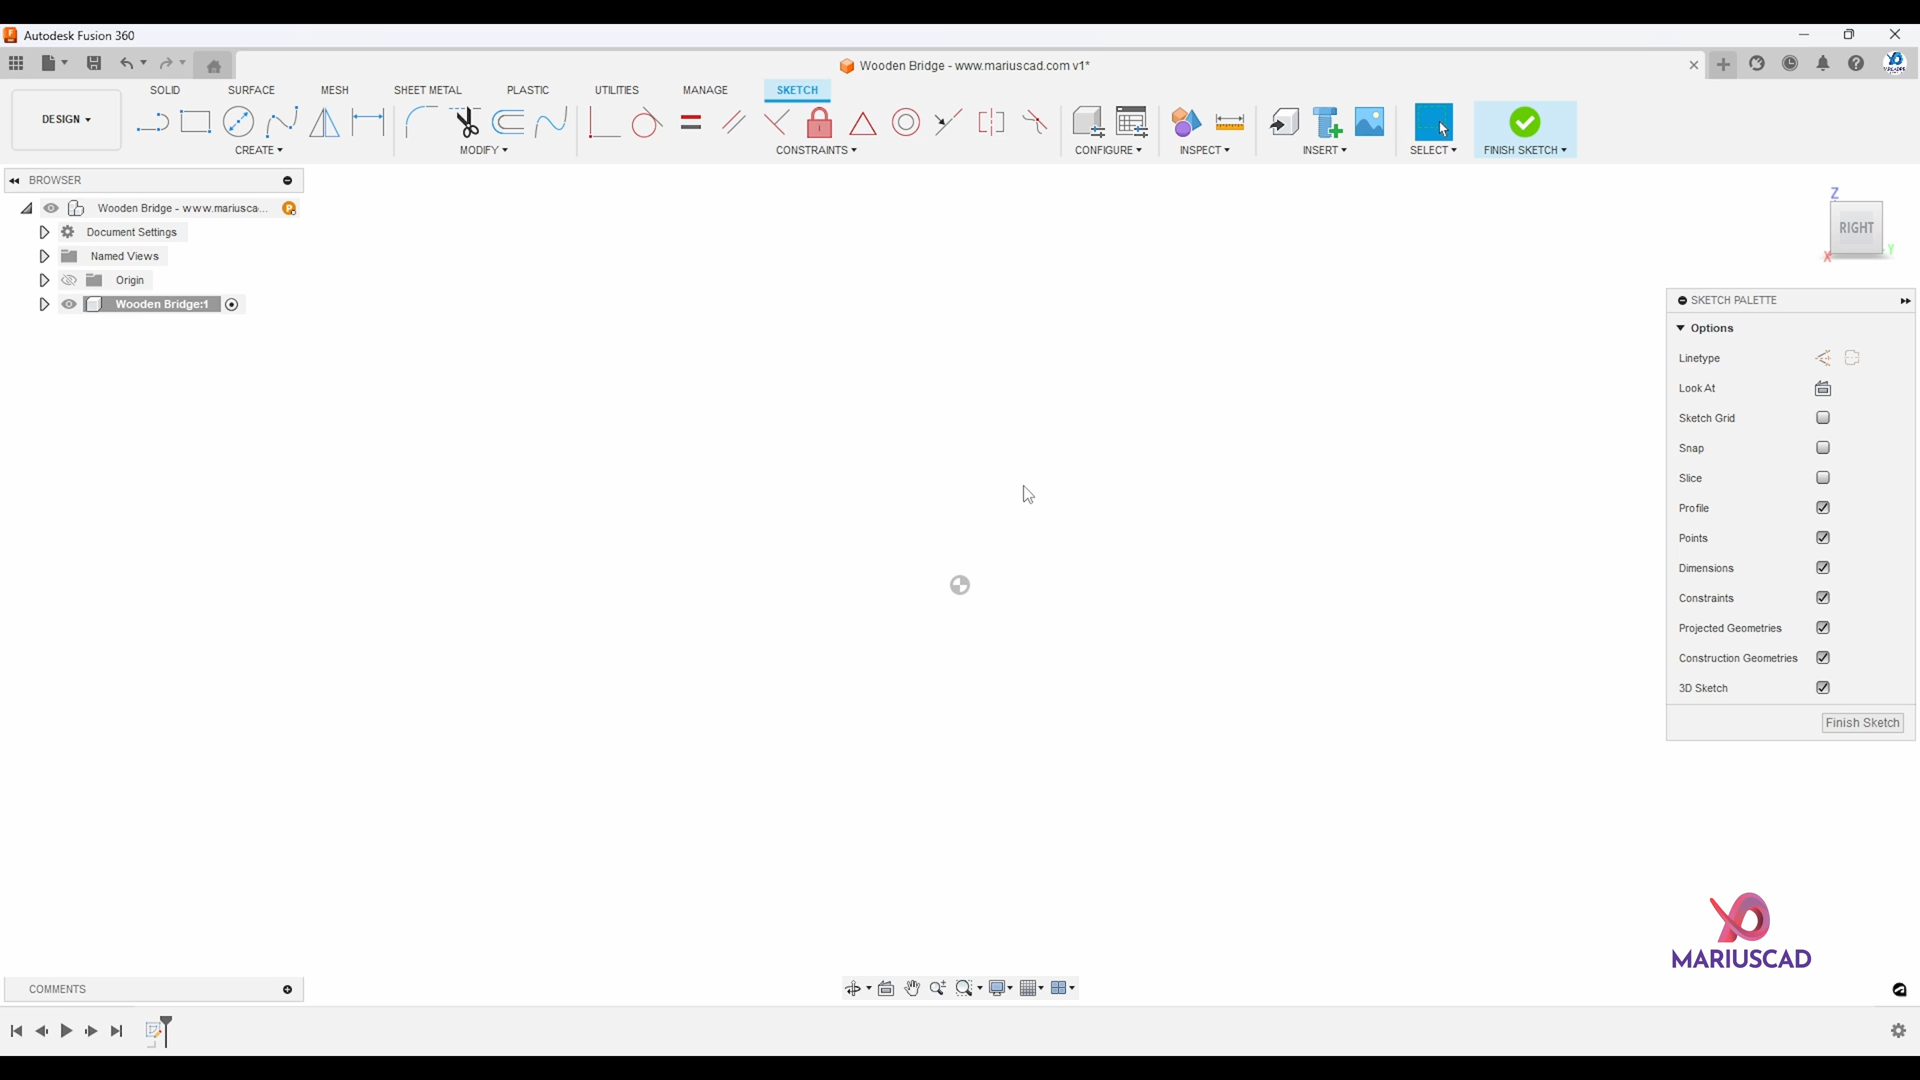 Autodesk Fusion 360
Wooden Bridge - www.mariuscad.com v1*
SOLID SURFACE MESH SHEET METAL PLASTIC UTILITIES MANAGE SKETCH
DESIGN
CREATE MODIFY CONSTRAINTS CONFIGURE INSPECT INSERT SELECT FINISH SKETCH
BROWSER
Wooden Bridge - www.mariusca...
Document Settings
Named Views
Origin
Wooden Bridge:1
Z
RIGHT
Y
X
SKETCH PALETTE
Options
Linetype
Look At
Sketch Grid
Snap
Slice
Profile
Points
Dimensions
Constraints
Projected Geometries
Construction Geometries
3D Sketch
Finish Sketch
MARIUSCAD
COMMENTS